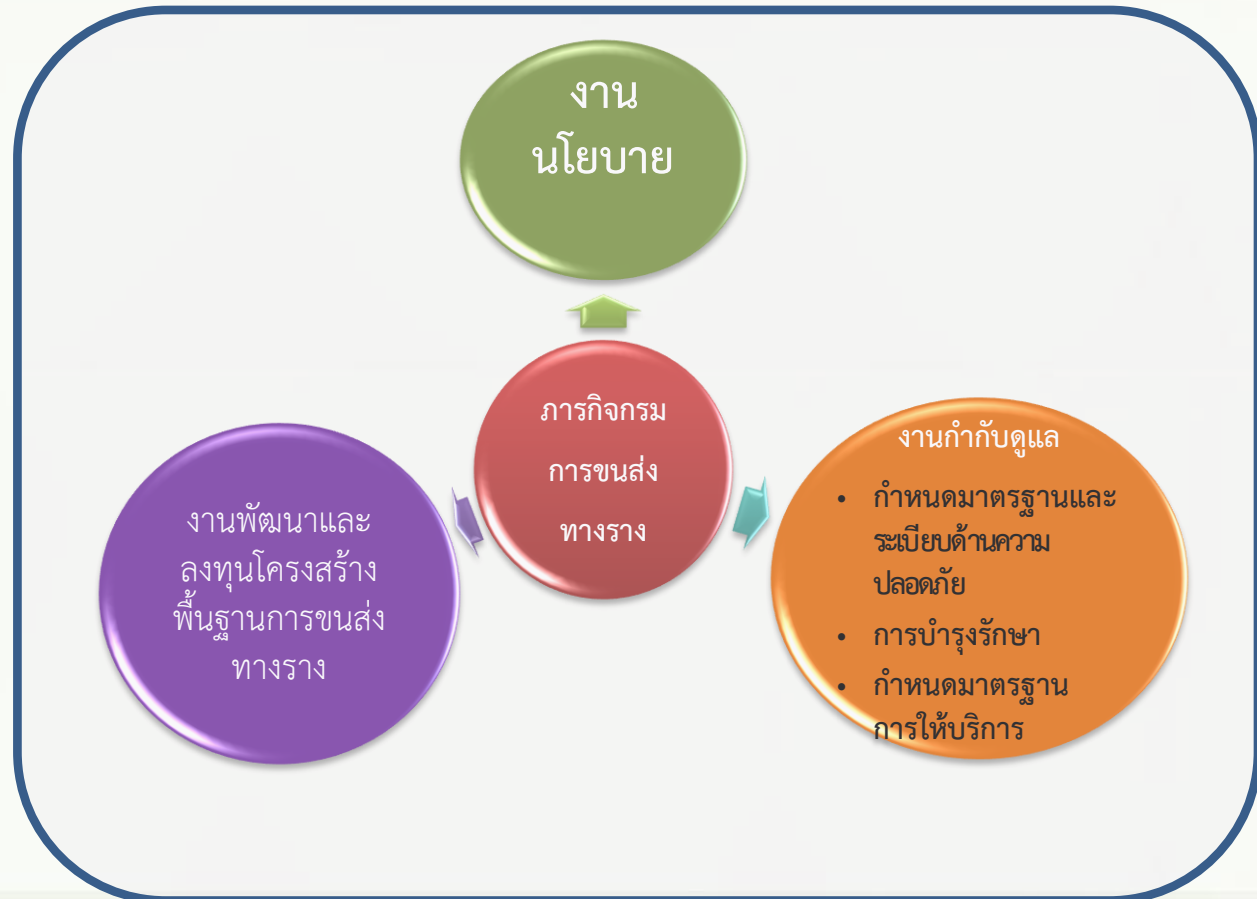 งาน
นโยบาย
ภารกิจกรม
การขนส่ง
ทางราง
งานพัฒนาและ
ลงทุนโครงสร้าง
พื้นฐานการขนส่ง
ทางราง
งานกำกับดูแล
• กำหนดมาตรฐานและ
ระเบียบด้านความ
ปลอดภัย
• การบำรุงรักษา
• กำหนดมาตรฐาน
การให้บริการ